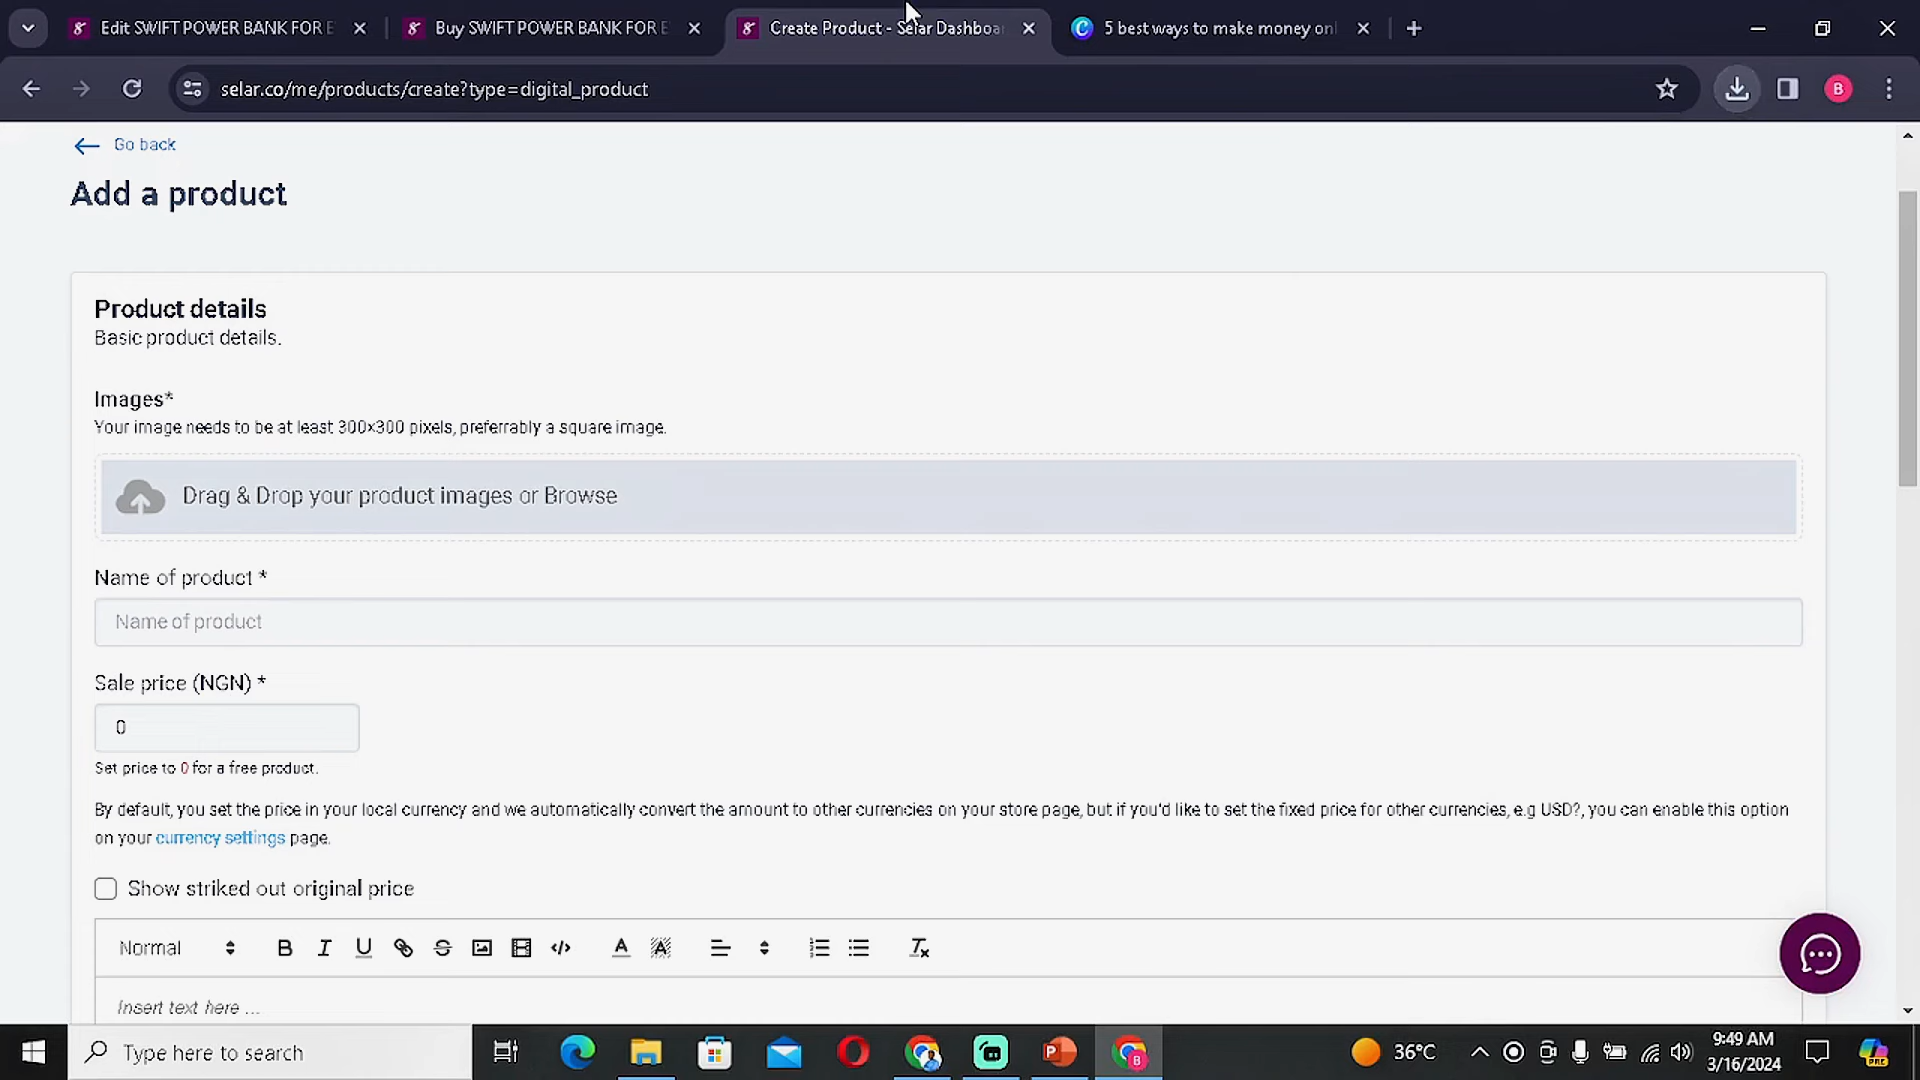 Edit SWIFT POWER BANK FOR E
Buy SWIFT POWER BANK FOR E
Create Product - Selar Dashboa
5 best ways to make money onl
selar.co/me/products/create?type=digital_product
B
Go back
Add a product
Product details
Basic product details.
Images*
Your image needs to be at least 300×300 pixels, preferrably a square image.
Drag & Drop your product images or Browse
Name of product *
Name of product
Sale price (NGN) *
0
Set price to 0 for a free product.
By default, you set the price in your local currency and we automatically convert the amount to other currencies on your store page, but if you'd like to set the fixed price for other currencies, e.g USD?, you can enable this option
on your currency settings page.
Show striked out original price
Normal
Insert text here ...
Type here to search
36°C
9:49 AM
3/16/2024